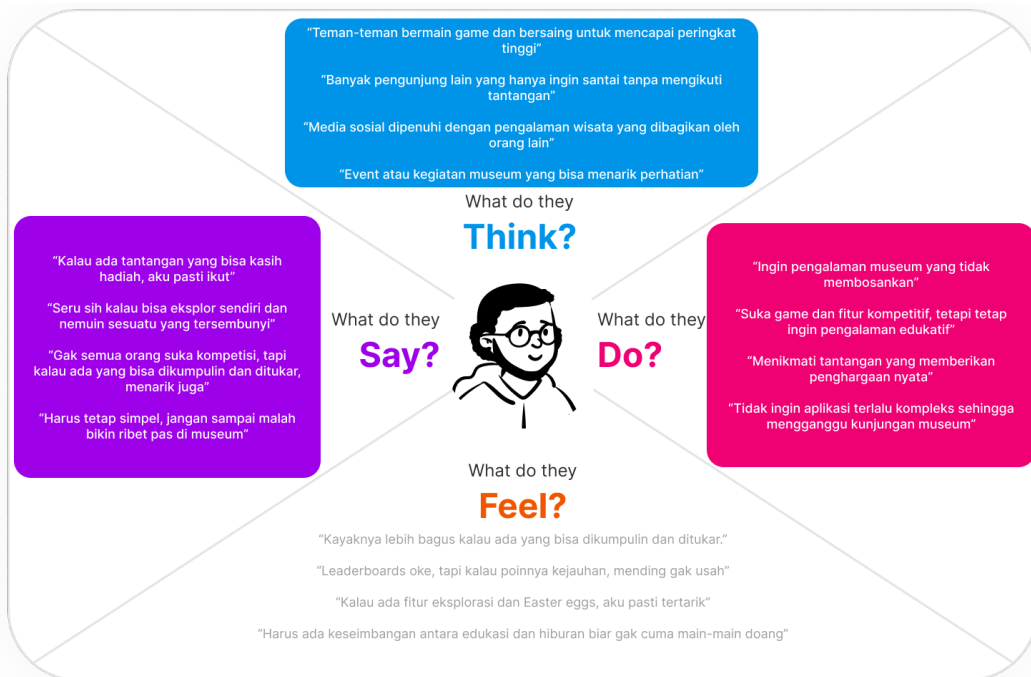 “Teman-teman bermain game dan bersaing untuk mencapai peringkat
tinggi”
“Banyak pengunjung lain yang hanya ingin santai tanpa mengikuti
tantangan”
“Media sosial dipenuhi dengan pengalaman wisata yang dibagikan oleh
orang lain”
“Event atau kegiatan museum yang bisa menarik perhatian”
What do they
Think?
“Kalau ada tantangan yang bisa kasih
hadiah, aku pasti ikut”
“Seru sih kalau bisa eksplor sendiri dan
nemuin sesuatu yang tersembunyi”
“Gak semua orang suka kompetisi, tapi
kalau ada yang bisa dikumpulin dan ditukar,
menarik juga”
“Harus tetap simpel, jangan sampai malah
bikin ribet pas di museum”
What do they
Say?
What do they
Do?
“Ingin pengalaman museum yang tidak
membosankan”
“Suka game dan fitur kompetitif, tetapi tetap
ingin pengalaman edukatif”
“Menikmati tantangan yang memberikan
penghargaan nyata”
“Tidak ingin aplikasi terlalu kompleks sehingga
mengganggu kunjungan museum”
What do they
Feel?
“Kayaknya lebih bagus kalau ada yang bisa dikumpulin dan ditukar.”
“Leaderboards oke, tapi kalau poinnya kejauhan, mending gak usah”
“Kalau ada fitur eksplorasi dan Easter eggs, aku pasti tertarik”
“Harus ada keseimbangan antara edukasi dan hiburan biar gak cuma main-main doang”